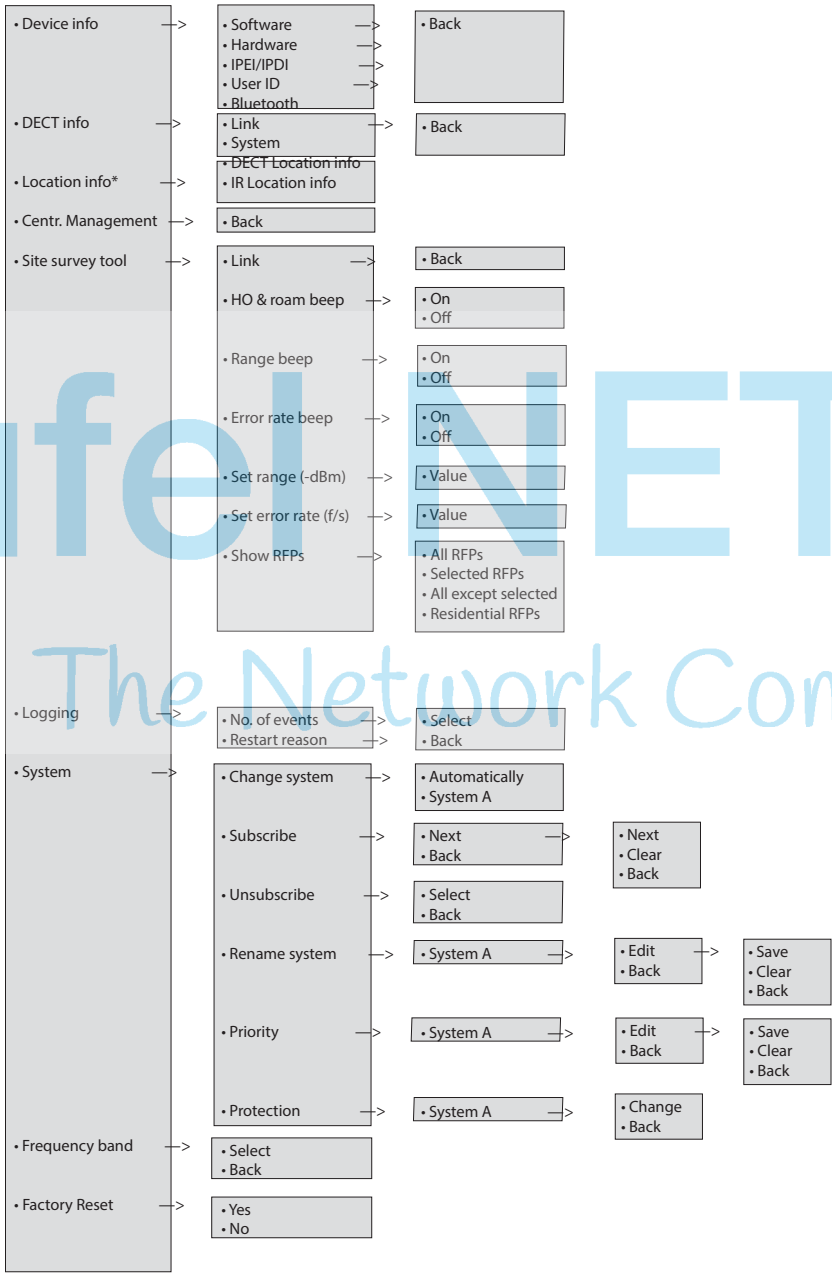 • Device info —>
• Software —>
• Hardware —>
• IPEI/IPDI —>
• User ID —>
• Bluetooth
• Back
• DECT info —>
• Link —>
• System
• Back
• Location info* —>
• DECT Location info
• IR Location info
• Centr. Management —>
• Back
• Site survey tool —>
• Link —>
• Back
• HO & roam beep —>
• On
• Off
• Range beep —>
• On
• Off
• Error rate beep —>
• On
• Off
• Set range (-dBm) —>
• Value
• Set error rate (f/s) —>
• Value
• Show RFPs —>
• All RFPs
• Selected RFPs
• All except selected
• Residential RFPs
• Logging —>
• No. of events —>
• Restart reason —>
• Select
• Back
• System —>
• Change system —>
• Automatically
• System A
• Subscribe —>
• Next —>
• Back
• Next
• Clear
• Back
• Unsubscribe —>
• Select
• Back
• Rename system —>
• System A —>
• Edit —>
• Back
• Save
• Clear
• Back
• Priority —>
• System A —>
• Edit —>
• Back
• Save
• Clear
• Back
• Protection —>
• System A —>
• Change
• Back
• Frequency band —>
• Select
• Back
• Factory Reset —>
• Yes
• No
afel NET
The Network Com